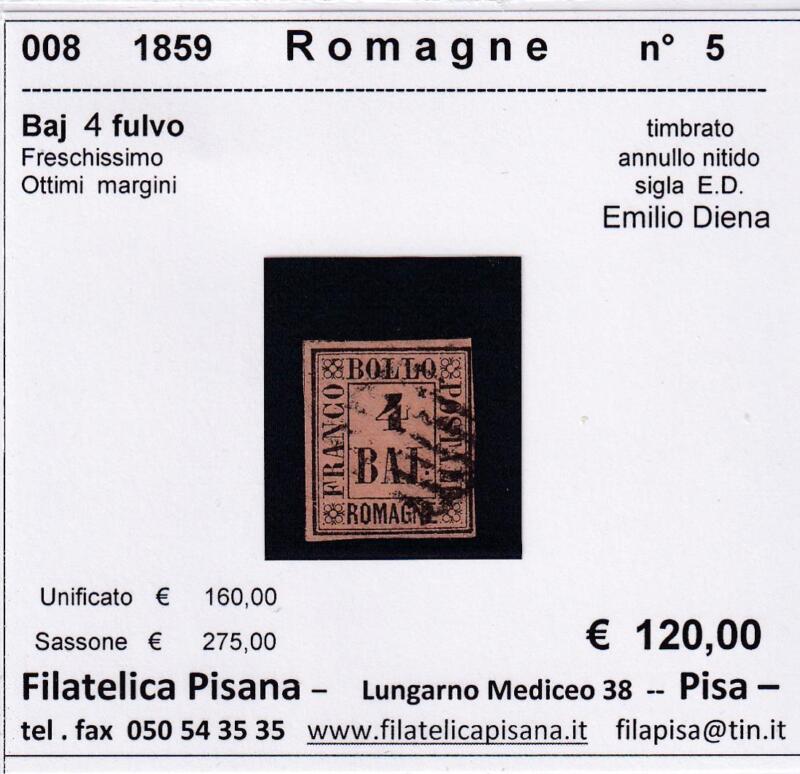 008 1859 Romagne n° 5
Baj 4 fulvo
Freschissimo
Ottimi margini
timbrato
annullo nitido
sigla E.D.
Emilio Diena
BOLLO
FRANCO
POSTALE
4
BAI.
ROMAGNE
Unificato € 160,00
Sassone € 275,00
€ 120,00
Filatelica Pisana – Lungarno Mediceo 38 -- Pisa –
tel . fax 050 54 35 35 www.filatelicapisana.it filapisa@tin.it